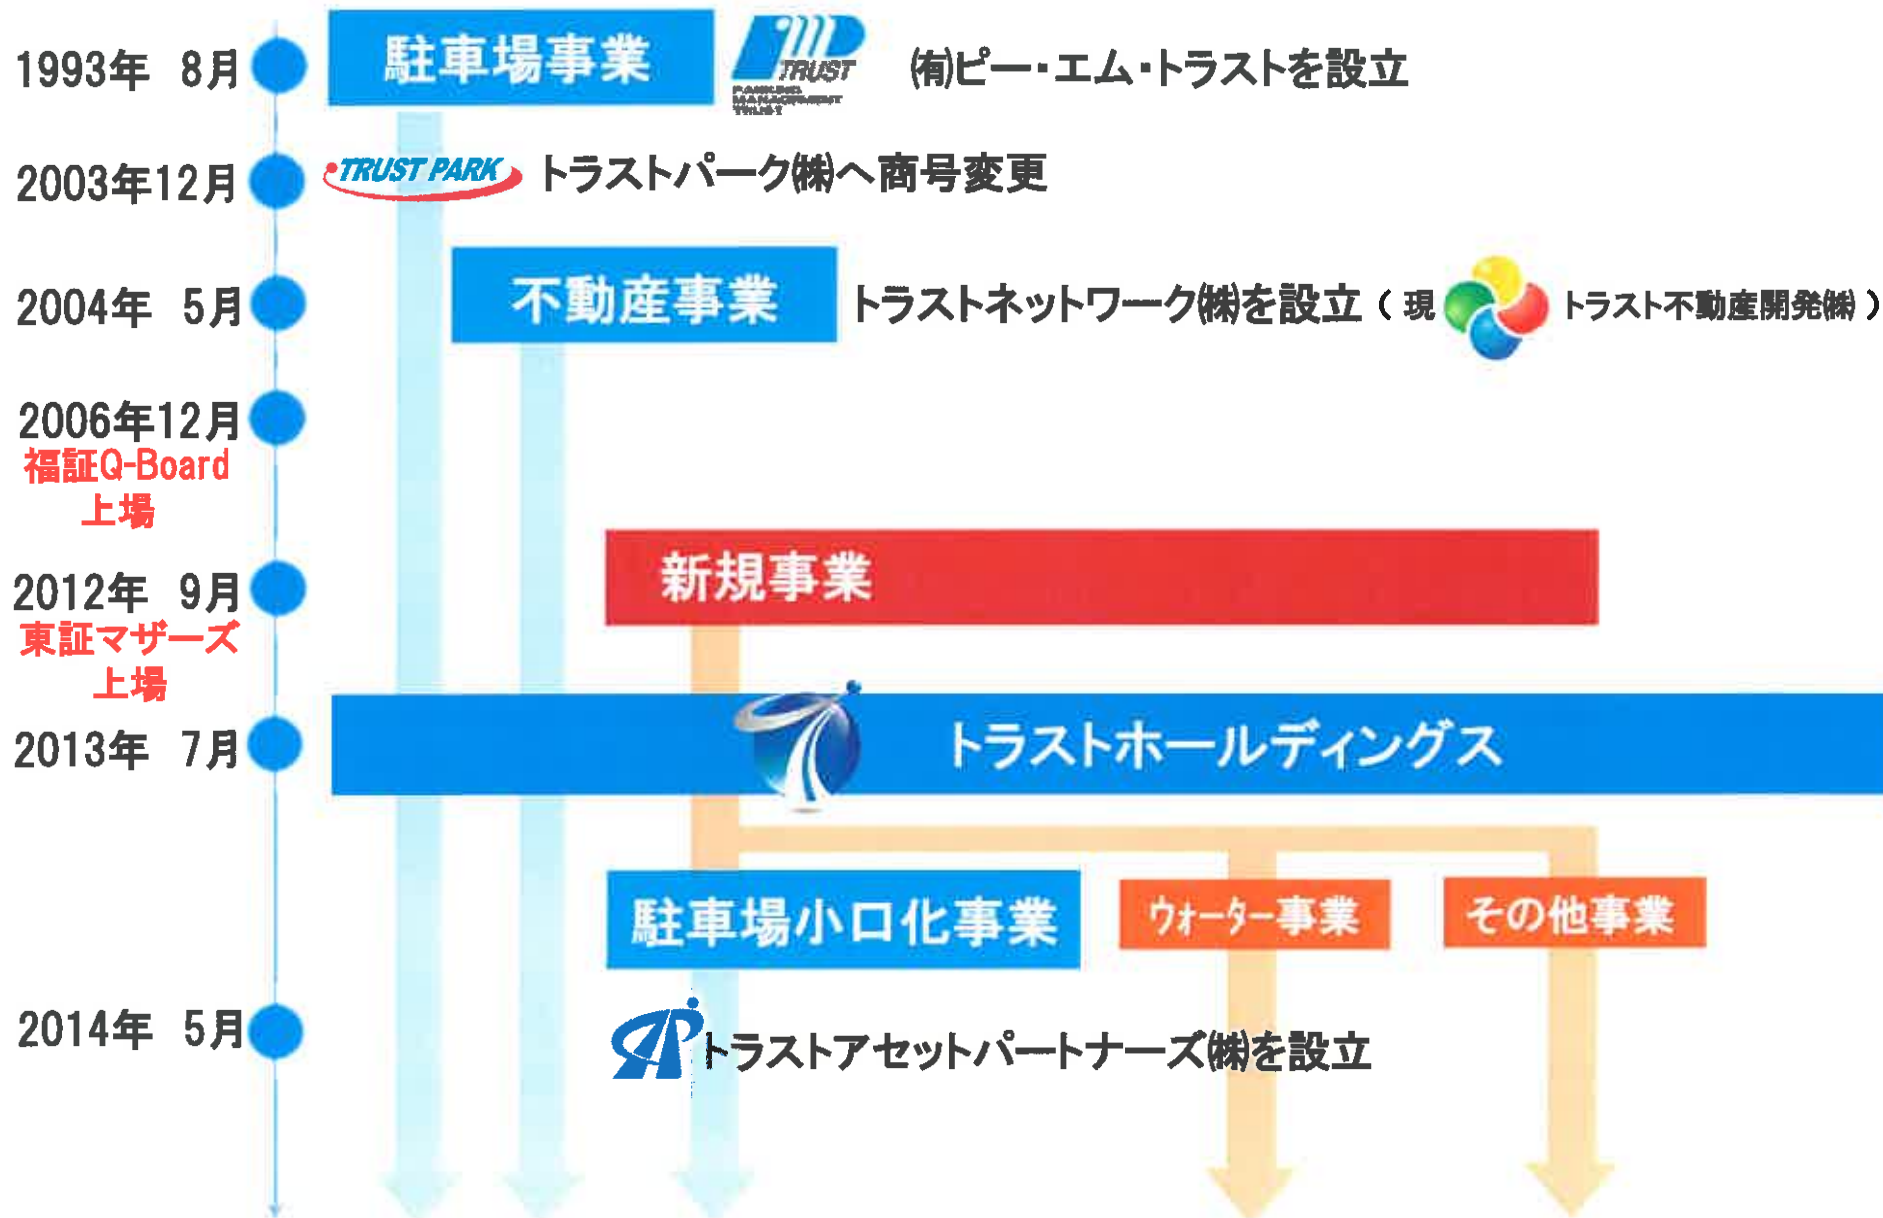 1993年 8月
駐車場事業
TRUST
PARKING
MANAGEMENT
TRUST
㈲ピー・エム・トラストを設立
2003年12月
TRUST PARK
トラストパーク㈱へ商号変更
2004年 5月
不動産事業
トラストネットワーク㈱を設立（現 トラスト不動産開発㈱）
2006年12月
福証Q-Board
上場
新規事業
2012年 9月
東証マザーズ
上場
2013年 7月
トラストホールディングス
駐車場小口化事業
ウォーター事業
その他事業
2014年 5月
トラストアセットパートナーズ㈱を設立